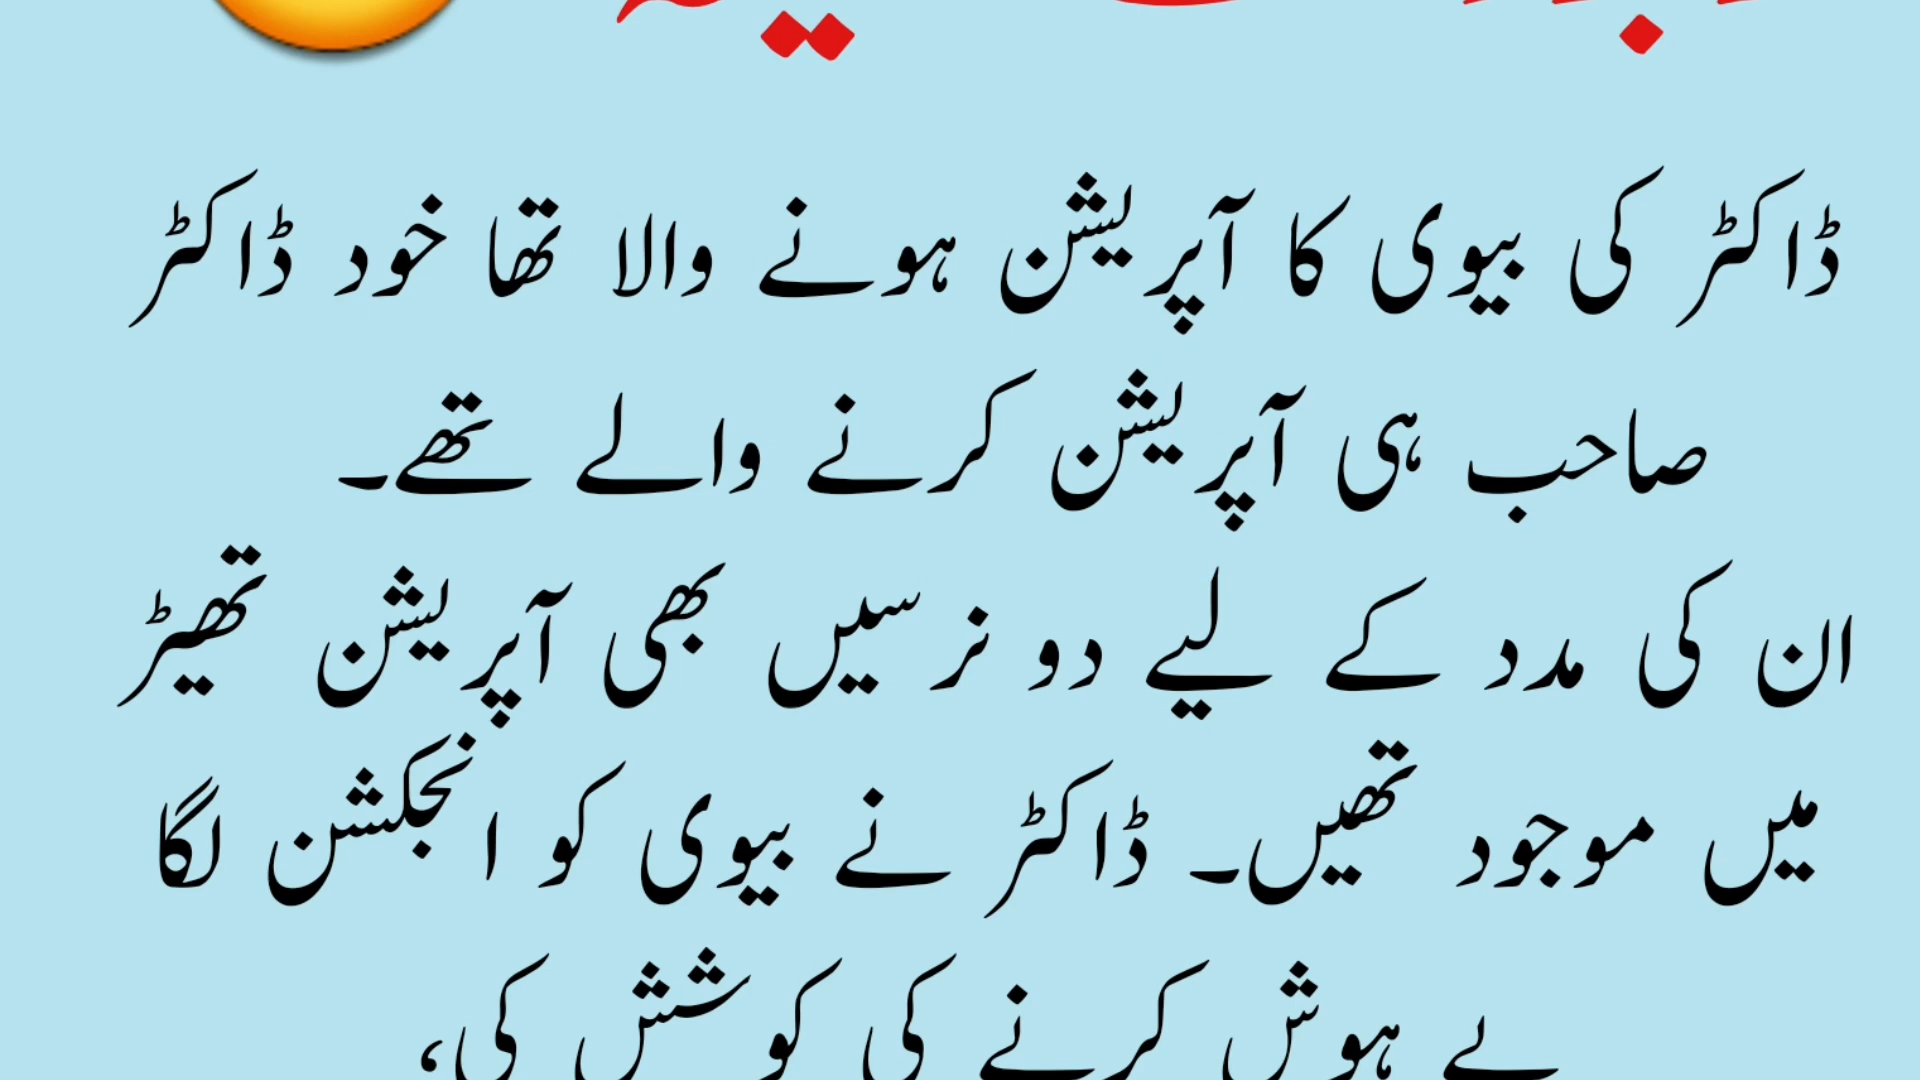 ڈاکٹر کی بیوی کا آپریشن ہونے والا تھا خود ڈاکٹر
صاحب ہی آپریشن کرنے والے تھے۔
ان کی مدد کے لیے دو نرسیں بھی آپریشن تھیڑ
میں موجود تھیں۔ ڈاکٹر نے بیوی کو انجکشن لگا
بے ہوش کرنے کی کوشش کی،